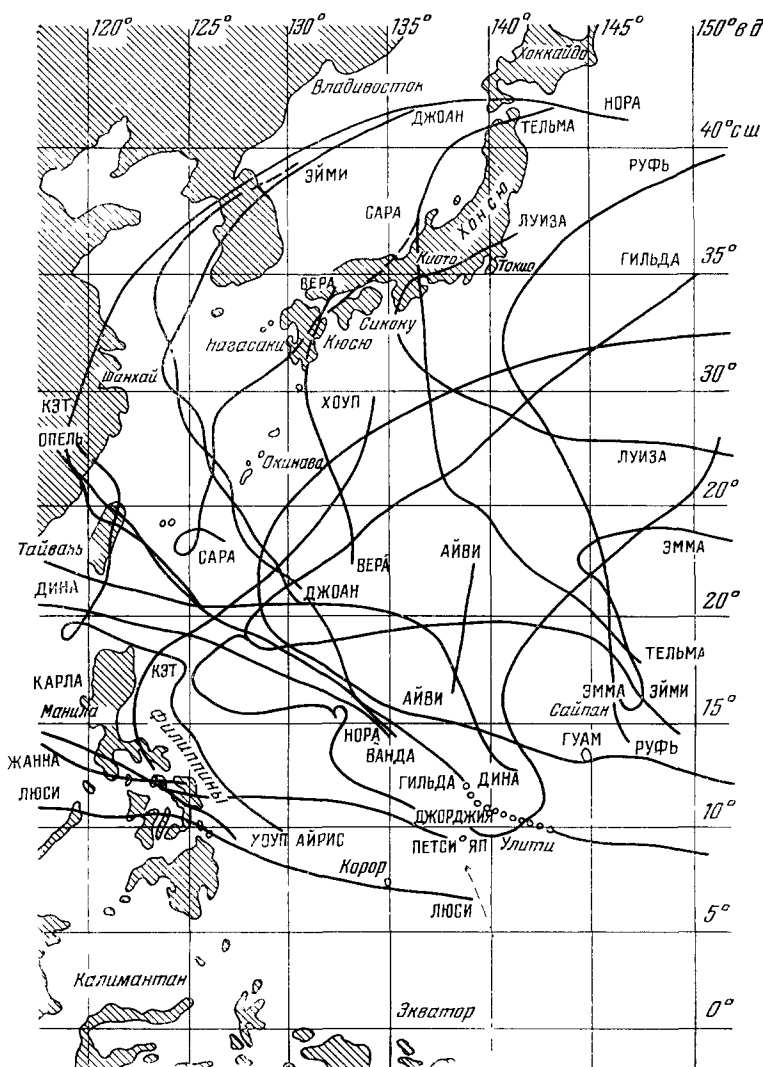 120° 125° 130° 135° 140° 145° 150° в д
Хоккайдо
Владивосток
ДЖОАН
НОРА
ТЕЛЬМА
40° с ш
РУФЬ
ЭЙМИ
САРА
ХОНСЮ
ЛУИЗА
Киото
Токио
35°
ГИЛЬДА
ВЕРА
Сикоку
Нагасаки
Кюсю
Шанхай
30°
КЭТ
ХОУП
ОПЕЛЬ
Окинава
ЛУИЗА
20°
Тайвань
САРА
ВЕРА
АЙВИ
ЭММА
ДИНА
ДЖОАН
20°
ТЕЛЬМА
КЭТ
КАРЛА
АЙВИ
ЭММА
ЭЙМИ
Сайпан
Манила
15°
НОРА
ВАНДА
ГУАМ
РУФЬ
Филиппины
ЖАННА
ГИЛЬДА
ДИНА
ЛЮСИ
ДЖОРДЖИЯ
10°
УОУП АЙРИС
ПЕТСИ
ЯП
Улити
Корор
ЛЮСИ
5°
Калимантан
Экватор
0°